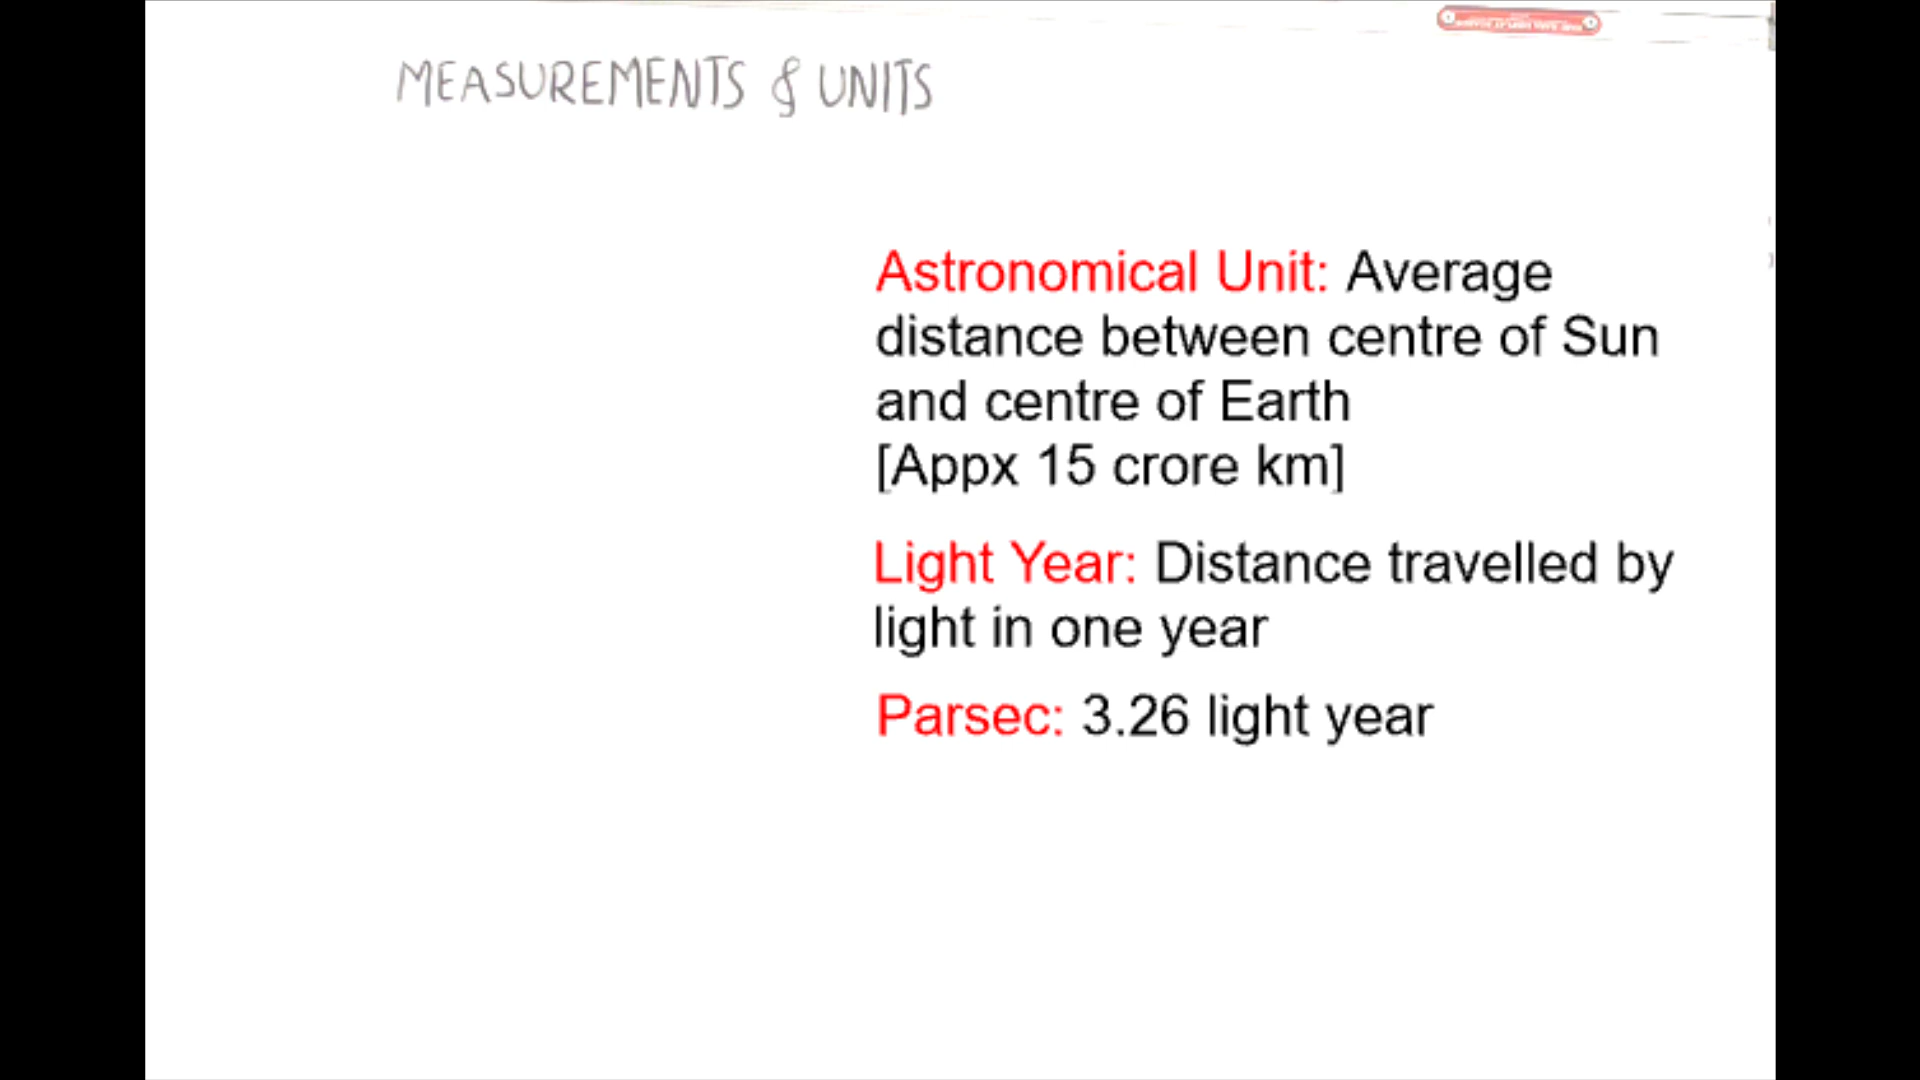 MEASUREMENTS & UNITS
Astronomical Unit: Average
distance between centre of Sun
and centre of Earth
[Appx 15 crore km]
Light Year: Distance travelled by
light in one year
Parsec: 3.26 light year